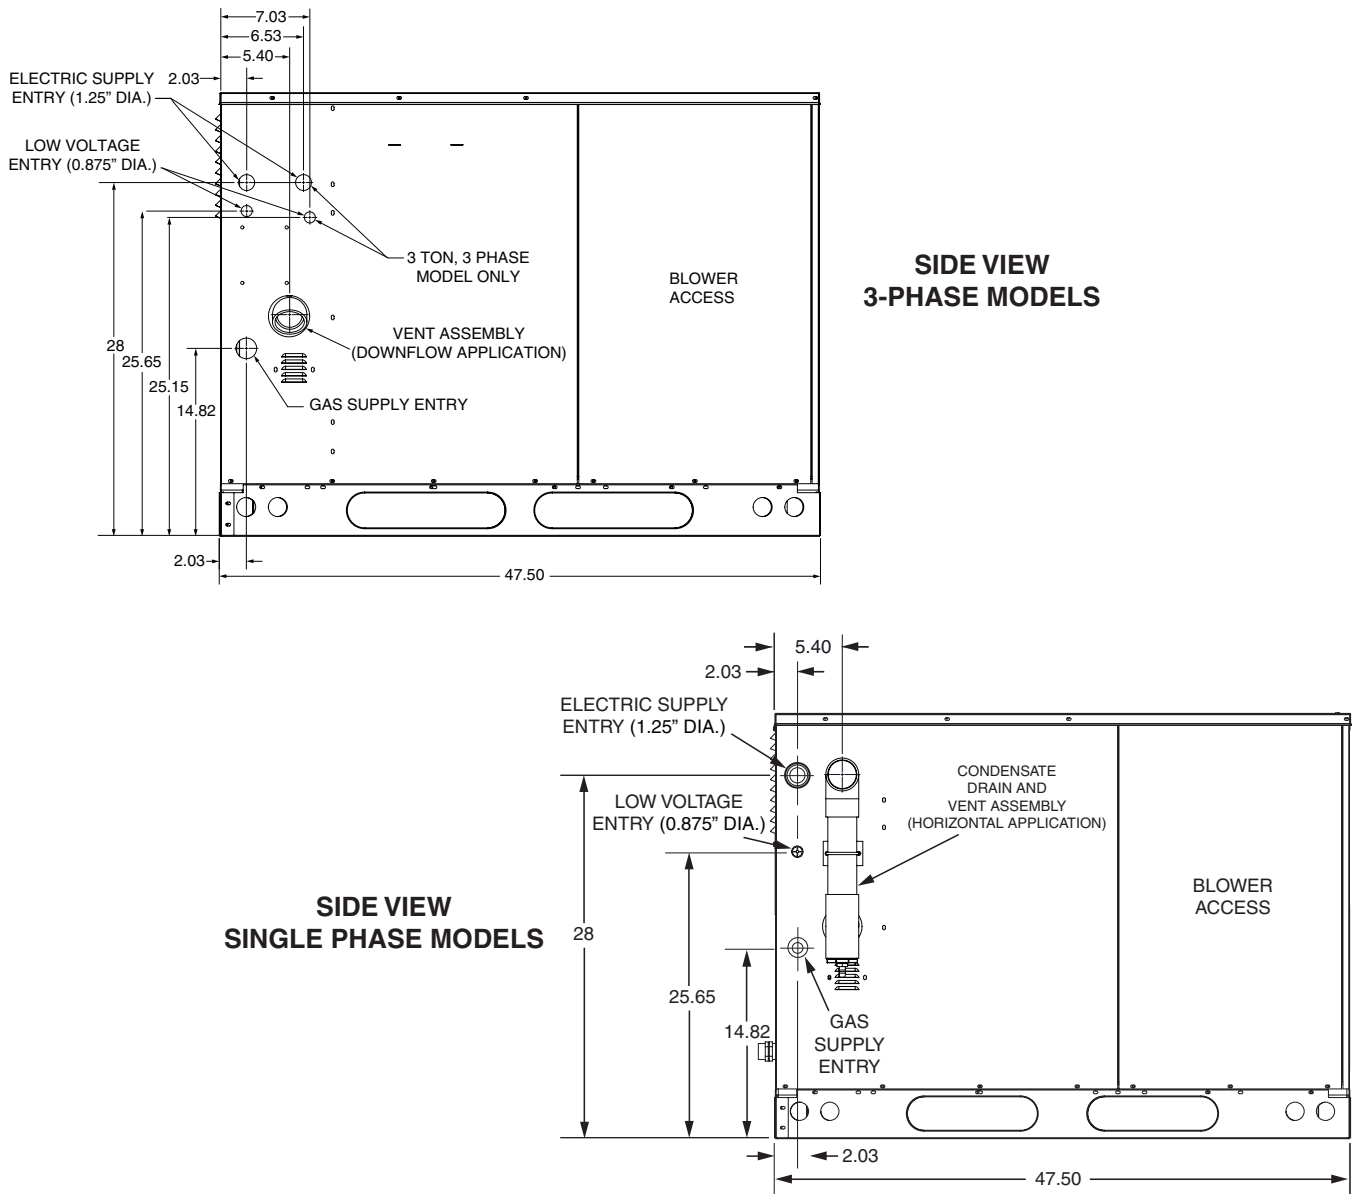 7.03
6.53
5.40
ELECTRIC SUPPLY 2.03
ENTRY (1.25” DIA.)
LOW VOLTAGE
ENTRY (0.875” DIA.)
3 TON, 3 PHASE
MODEL ONLY
BLOWER
ACCESS
SIDE VIEW
3-PHASE MODELS
VENT ASSEMBLY
(DOWNFLOW APPLICATION)
28
25.65
25.15
14.82
GAS SUPPLY ENTRY
2.03
47.50
5.40
2.03
ELECTRIC SUPPLY
ENTRY (1.25” DIA.)
LOW VOLTAGE
ENTRY (0.875” DIA.)
CONDENSATE
DRAIN AND
VENT ASSEMBLY
(HORIZONTAL APPLICATION)
BLOWER
ACCESS
SIDE VIEW
SINGLE PHASE MODELS
28
25.65
14.82
GAS
SUPPLY
ENTRY
2.03
47.50